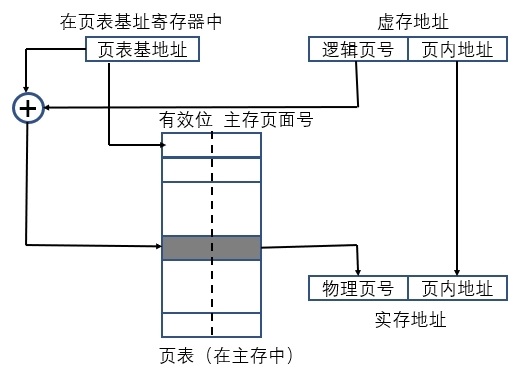 在页表基址寄存器中
虚存地址
页表基地址
逻辑页号 页内地址
+
有效位 主存页面号
物理页号 页内地址
实存地址
页表（在主存中）